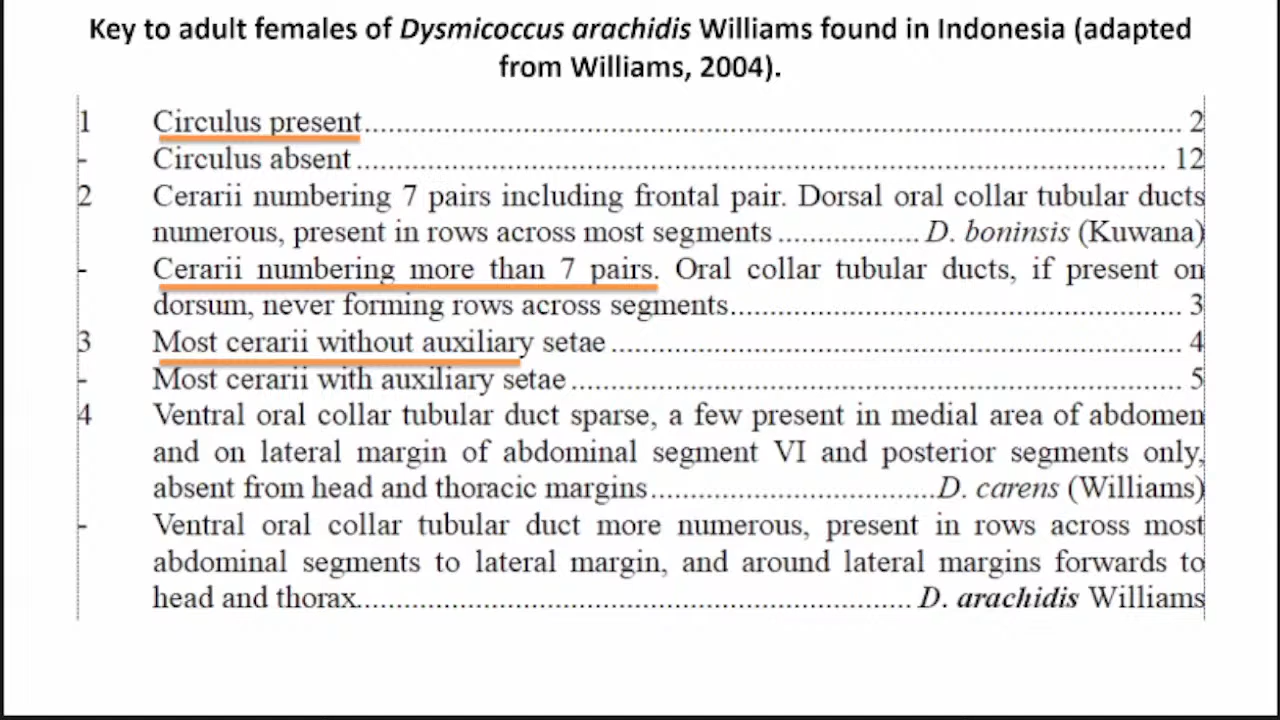 Key to adult females of Dysmicoccus arachidis Williams found in Indonesia (adapted
from Williams, 2004).
1 Circulus present.......... 2
- Circulus absent.......... 12
2 Cerarii numbering 7 pairs including frontal pair. Dorsal oral collar tubular ducts
numerous, present in rows across most segments.......... D. boninsis (Kuwana)
- Cerarii numbering more than 7 pairs. Oral collar tubular ducts, if present on
dorsum, never forming rows across segments.......... 3
3 Most cerarii without auxiliary setae.......... 4
- Most cerarii with auxiliary setae.......... 5
4 Ventral oral collar tubular duct sparse, a few present in medial area of abdomen
and on lateral margin of abdominal segment VI and posterior segments only,
absent from head and thoracic margins.......... D. carens (Williams)
- Ventral oral collar tubular duct more numerous, present in rows across most
abdominal segments to lateral margin, and around lateral margins forwards to
head and thorax.......... D. arachidis Williams